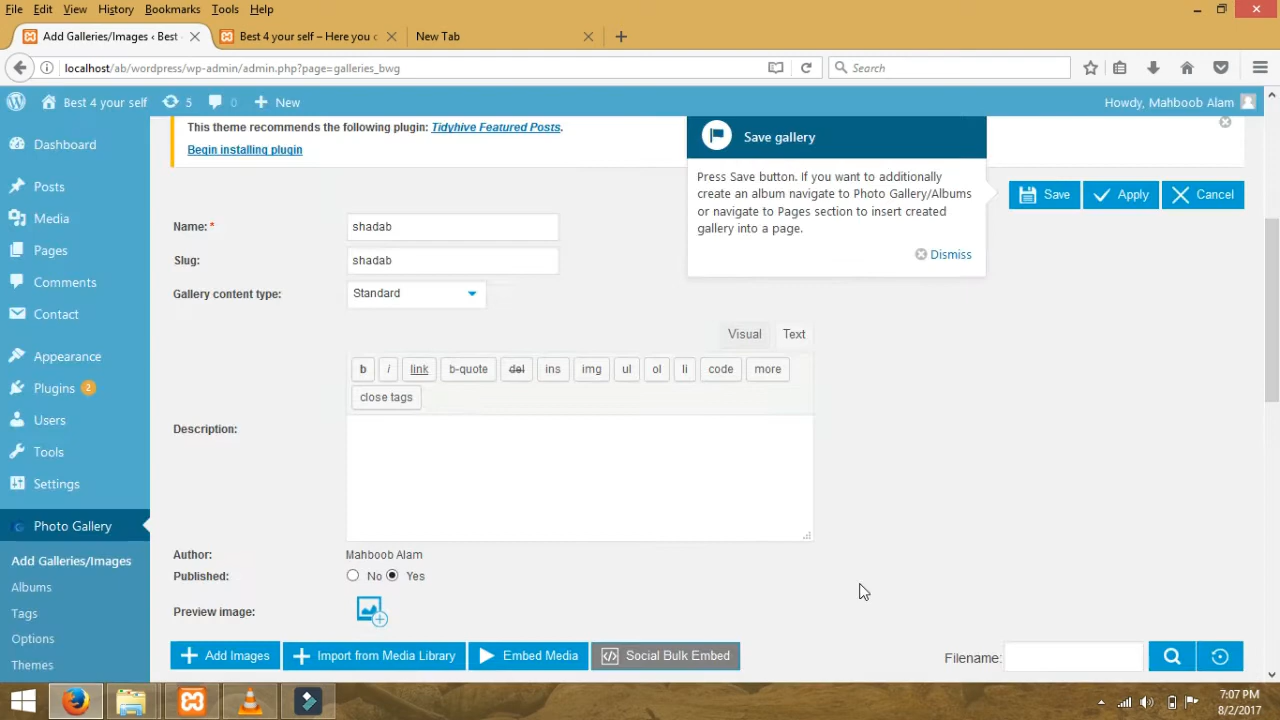 File Edit View History Bookmarks Tools Help
Add Galleries/Images ‹ Best
Best 4 your self – Here you c
New Tab
localhost/ab/wordpress/wp-admin/admin.php?page=galleries_bwg
Search
Best 4 your self 5 0 New
Howdy, Mahboob Alam
This theme recommends the following plugin: Tidyhive Featured Posts.
Begin installing plugin
Save gallery
Press Save button. If you want to additionally
create an album navigate to Photo Gallery/Albums
or navigate to Pages section to insert created
gallery into a page.
Dismiss
Save Apply Cancel
Dashboard
Posts
Media
Pages
Comments
Contact
Appearance
Plugins 2
Users
Tools
Settings
Photo Gallery
Add Galleries/Images
Albums
Tags
Options
Themes
Name: * shadab
Slug: shadab
Gallery content type: Standard
Visual Text
b i link b-quote del ins img ul ol li code more
close tags
Description:
Author: Mahboob Alam
Published: No Yes
Preview image:
Add Images Import from Media Library Embed Media Social Bulk Embed
Filename:
7:07 PM
8/2/2017